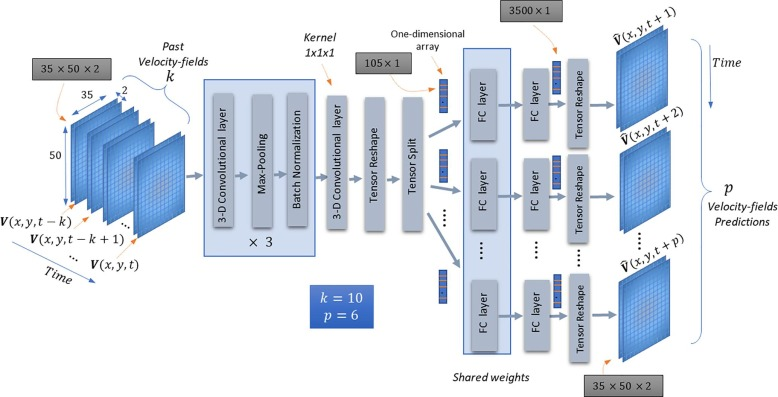 Past
Velocity-fields
k
35 × 50 × 2
35
2
50
V(x, y, t − k)
V(x, y, t − k + 1)
...
...
V(x, y, t)
Time
3-D Convolutional layer
Max-Pooling
Batch Normalization
× 3
Kernel
1x1x1
3-D Convolutional layer
Tensor Reshape
Tensor Split
k = 10
p = 6
105 × 1
One-dimensional
array
FC layer
FC layer
FC layer
Shared weights
3500 × 1
FC layer
Tensor Reshape
FC layer
Tensor Reshape
FC layer
Tensor Reshape
V̂(x, y, t + 1)
V̂(x, y, t + 2)
V̂(x, y, t + p)
Time
p
Velocity-fields
Predictions
35 × 50 × 2